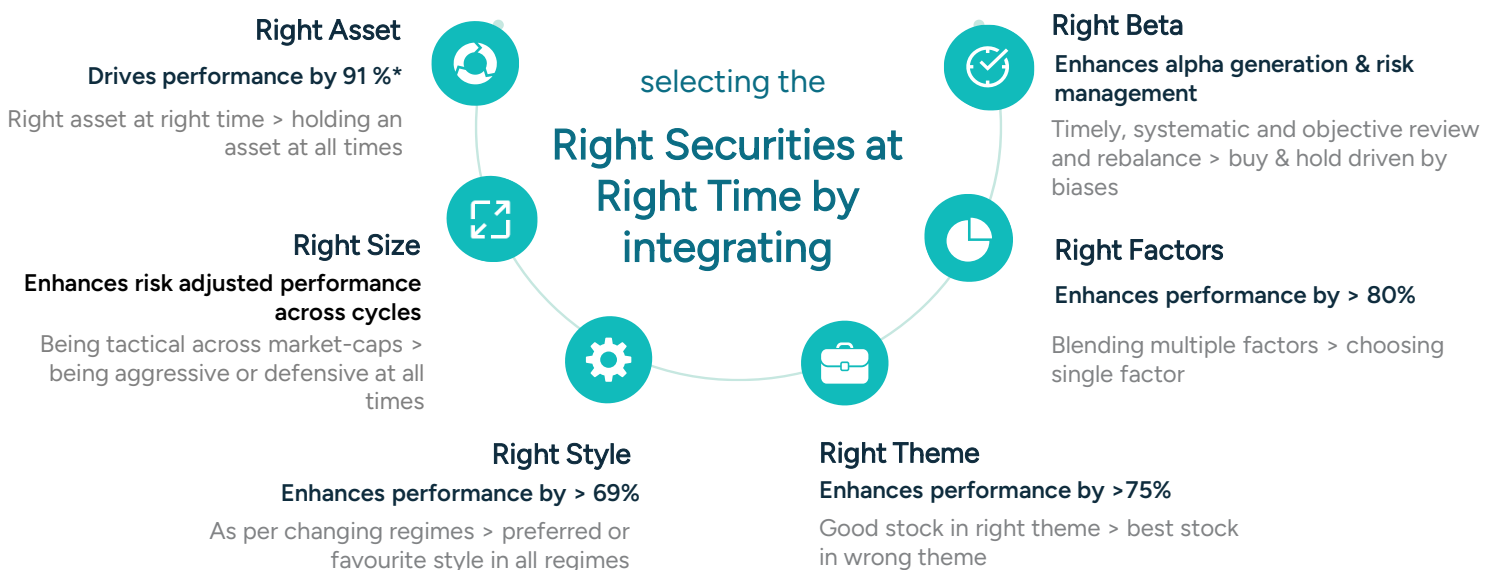 selecting the
Right Securities at
Right Time by
integrating
Right Asset
Drives performance by 91 %*
Right asset at right time > holding an
asset at all times
Right Size
Enhances risk adjusted performance
across cycles
Being tactical across market-caps >
being aggressive or defensive at all
times
Right Style
Enhances performance by > 69%
As per changing regimes > preferred or
favourite style in all regimes
Right Theme
Enhances performance by >75%
Good stock in right theme > best stock
in wrong theme
Right Factors
Enhances performance by > 80%
Blending multiple factors > choosing
single factor
Right Beta
Enhances alpha generation & risk
management
Timely, systematic and objective review
and rebalance > buy & hold driven by
biases